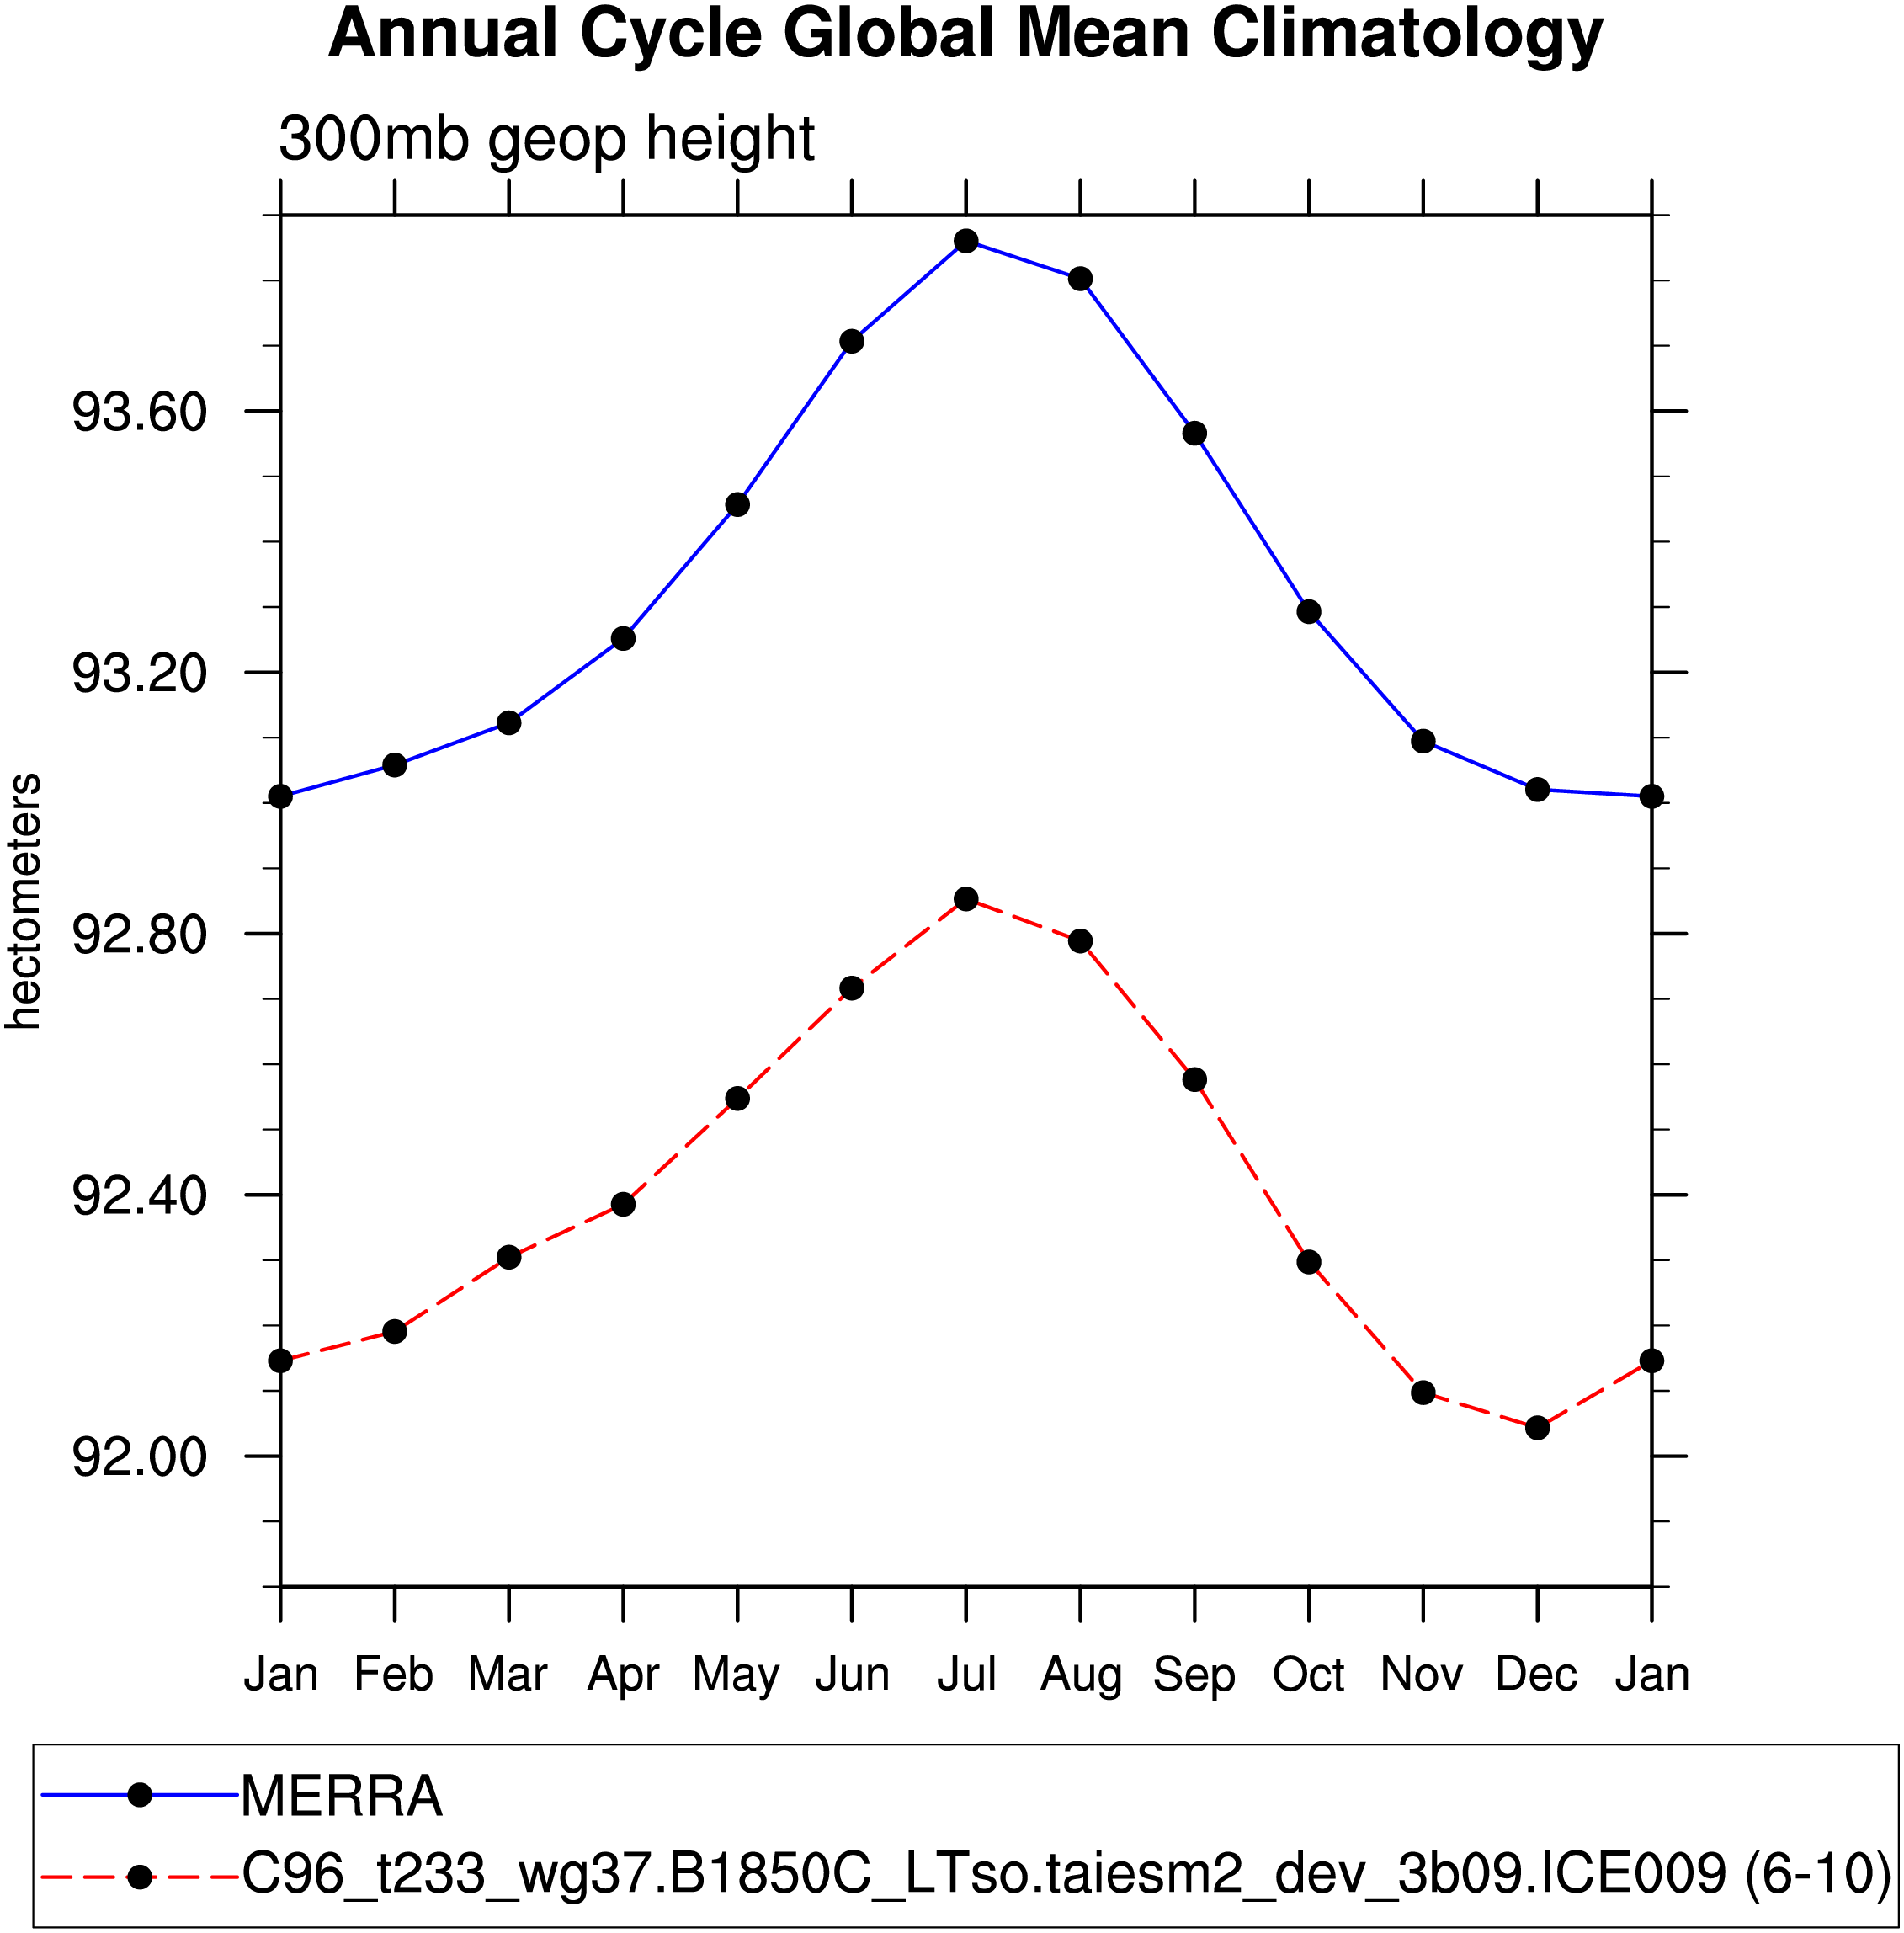 Annual Cycle Global Mean Climatology
300mb geop height
93.60
93.20
92.80
92.40
92.00
hectometers
Jan Feb Mar Apr May Jun Jul Aug Sep Oct Nov Dec Jan
MERRA
C96_t233_wg37.B1850C_LTso.taiesm2_dev_3b09.ICE009 (6-10)